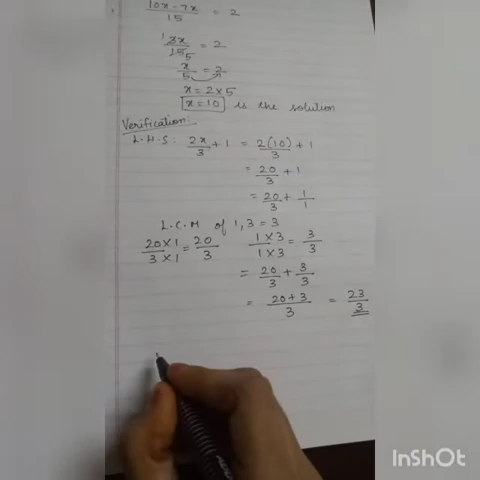 10x - 7x / 15 = 2
3x / 15 = 2
x / 5 = 2
x = 2 x 5
x = 10 is the solution
Verification:
L.H.S: 2x/3 + 1 = 2(10)/3 + 1
= 20/3 + 1
= 20/3 + 1/1
L.C.M of 1, 3 = 3
20 x 1 / 3 x 1 = 20/3 1 x 3 / 1 x 3 = 3/3
= 20/3 + 3/3
= 20 + 3 / 3 = 23/3
InShOt